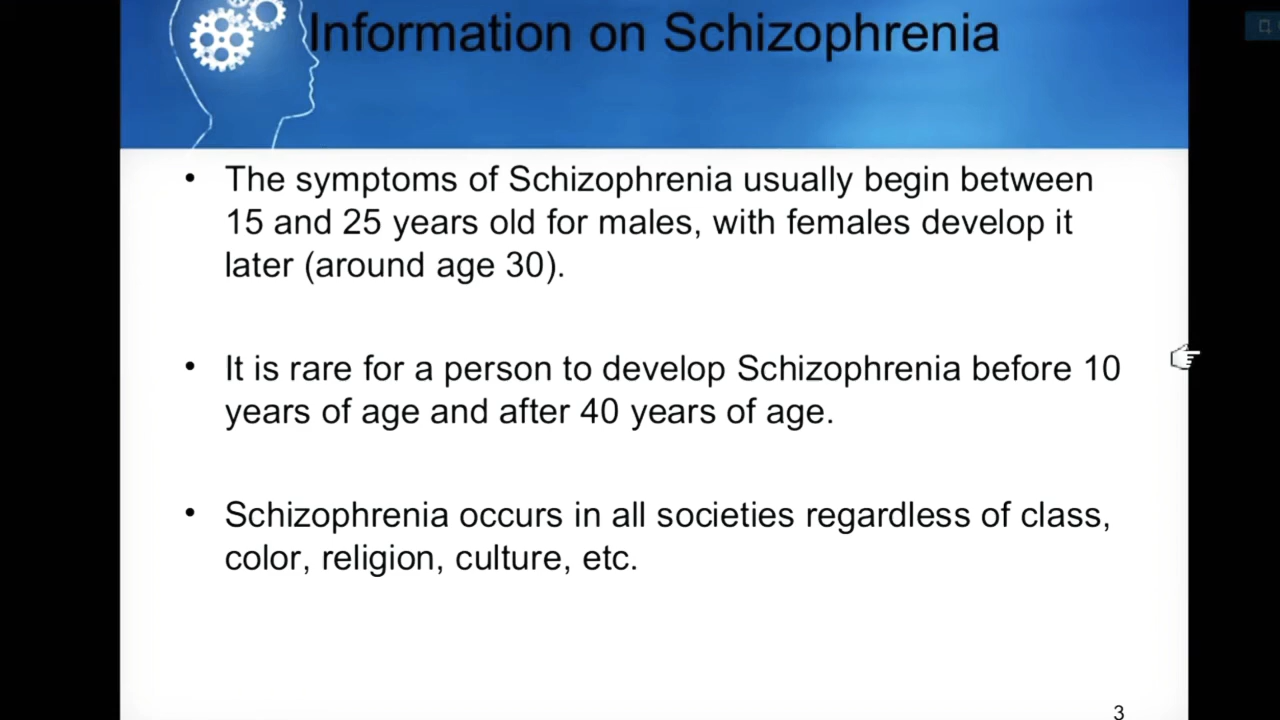 Information on Schizophrenia
• The symptoms of Schizophrenia usually begin between
15 and 25 years old for males, with females develop it
later (around age 30).
• It is rare for a person to develop Schizophrenia before 10
years of age and after 40 years of age.
• Schizophrenia occurs in all societies regardless of class,
color, religion, culture, etc.
3